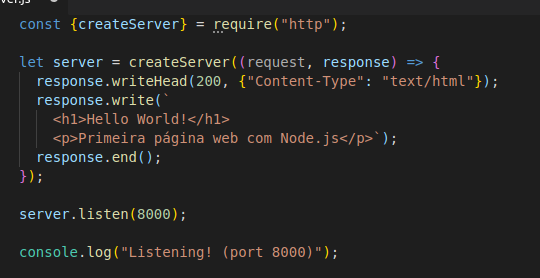 ver.js
const {createServer} = require("http");
let server = createServer((request, response) => {
response.writeHead(200, {"Content-Type": "text/html"});
response.write(`
<h1>Hello World!</h1>
<p>Primeira página web com Node.js</p>`);
response.end();
});
server.listen(8000);
console.log("Listening! (port 8000)");